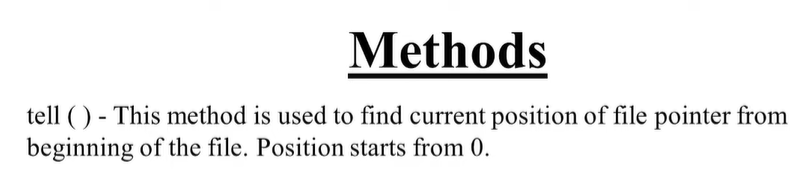 Methods
tell ( ) - This method is used to find current position of file pointer from
beginning of the file. Position starts from 0.